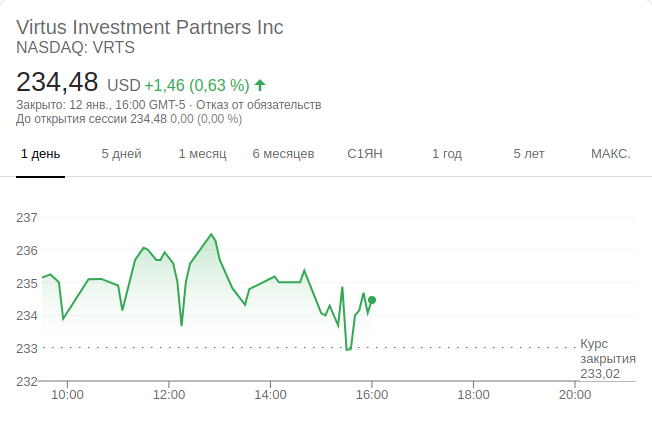 Virtus Investment Partners Inc
NASDAQ: VRTS
234,48 USD +1,46 (0,63 %)
Закрыто: 12 янв., 16:00 GMT-5 · Отказ от обязательств
До открытия сессии 234,48 0,00 (0,00 %)
1 день 5 дней 1 месяц 6 месяцев С1ЯН 1 год 5 лет МАКС.
237
236
235
234
233
Курс
закрытия
233,02
232
10:00 12:00 14:00 16:00 18:00 20:00